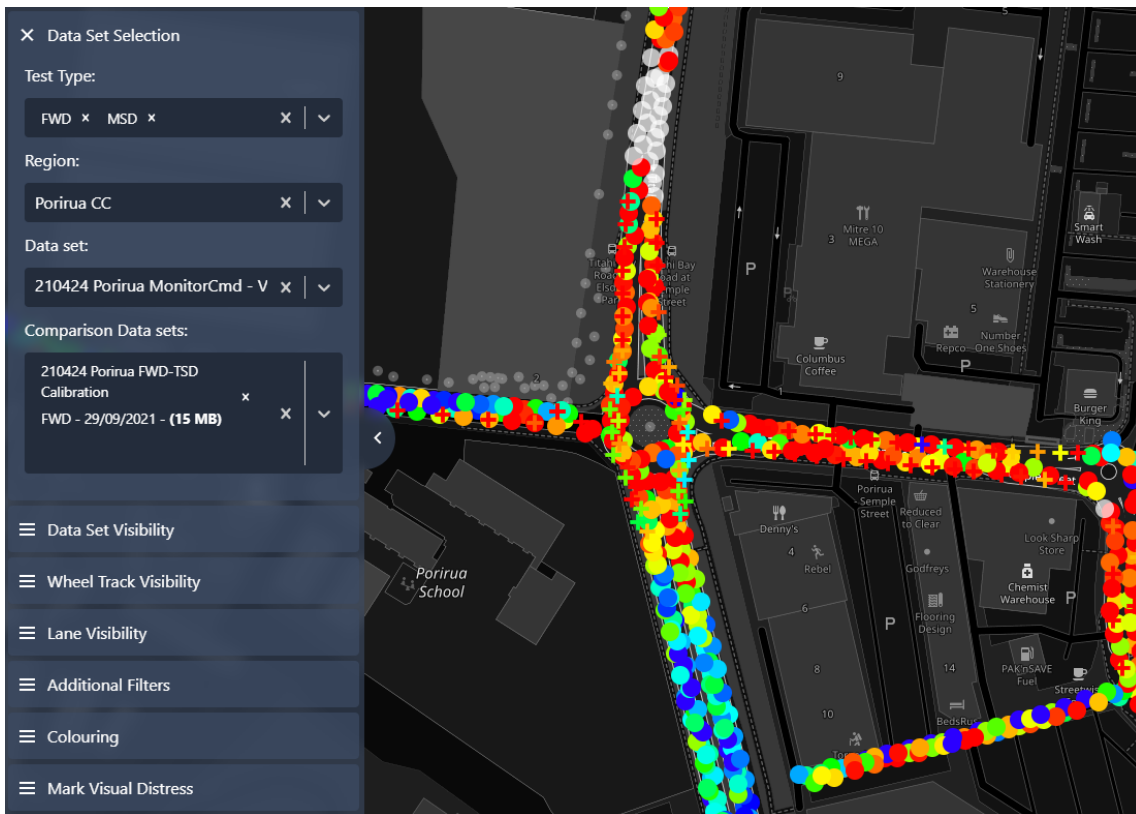 Data Set Selection
Test Type:
FWD × MSD ×
Region:
Porirua CC
Data set:
210424 Porirua MonitorCmd - V
Comparison Data sets:
210424 Porirua FWD-TSD
Calibration
FWD - 29/09/2021 - (15 MB)
Data Set Visibility
Wheel Track Visibility
Lane Visibility
Additional Filters
Colouring
Mark Visual Distress
9
Mitre 10
MEGA
3
Smart
Wash
Warehouse
Stationery
5
Number
One Shoes
Repco
P
P
P
Columbus
Coffee
1
2
Burger
King
Porirua
Semple
Street
Reduced
to Clear
Look Sharp
Store
Denny's
4
Rebel
Godfreys
Chemist
Warehouse
P
Porirua
School
6
Flooring
Design
P
8
14
PAK'nSAVE
Fuel
10
BedsRus